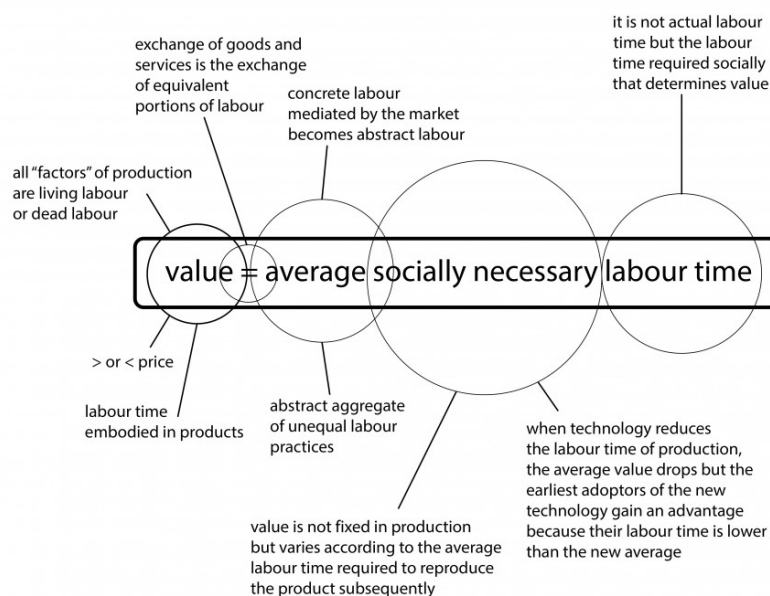 it is not actual labour
time but the labour
time required socially
that determines value
exchange of goods and
services is the exchange
of equivalent
portions of labour
concrete labour
mediated by the market
becomes abstract labour
all “factors” of production
are living labour
or dead labour
value = average socially necessary labour time
> or < price
labour time
embodied in products
abstract aggregate
of unequal labour
practices
value is not fixed in production
but varies according to the average
labour time required to reproduce
the product subsequently
when technology reduces
the labour time of production,
the average value drops but the
earliest adoptors of the new
technology gain an advantage
because their labour time is lower
than the new average